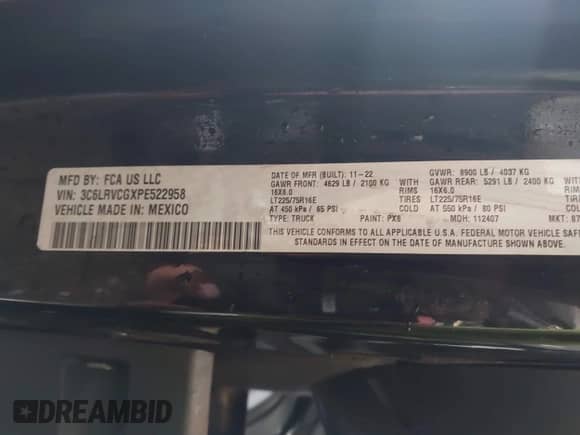 MFD BY: FCA US LLC
VIN: 3C6LRVCGXPE522958
VEHICLE MADE IN: MEXICO
DATE OF MFR (BUILT): 11-22 GVWR: 8900 LB / 4037 KG
GAWR FRONT: 4629 LB / 2100 KG GAWR REAR: 5291 LB / 2400 KG
16X6.0 RIMS 16X6.0 RIMS
LT225/75R16E TIRES LT225/75R16E TIRES
AT 450 kPa / 65 PSI COLD AT 550 kPa / 80 PSI COLD
TYPE: TRUCK PAINT: PX8 MDH: 112407 MKT:
THIS VEHICLE CONFORMS TO ALL APPLICABLE U.S.A. FEDERAL MOTOR VEHICLE
STANDARDS IN EFFECT ON THE DATE OF MANUFACTURE SHOWN ABOVE.
DREAMBID